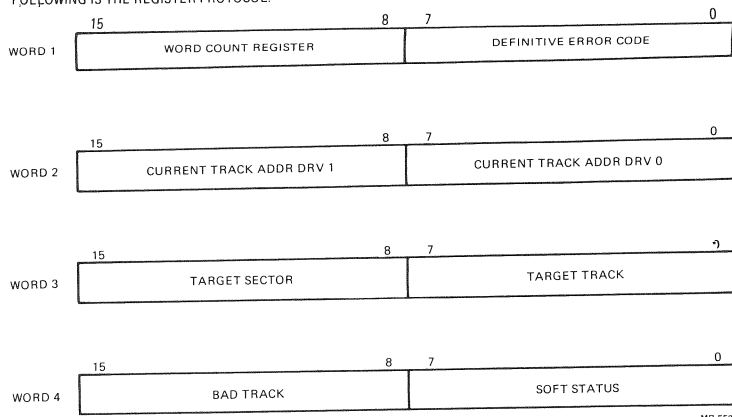 FOLLOWING IS THE REGISTER PROTOCOL:
15 8 7 0
WORD 1 WORD COUNT REGISTER DEFINITIVE ERROR CODE
15 8 7 0
WORD 2 CURRENT TRACK ADDR DRV 1 CURRENT TRACK ADDR DRV 0
15 8 7
WORD 3 TARGET SECTOR TARGET TRACK
15 8 7 0
WORD 4 BAD TRACK SOFT STATUS